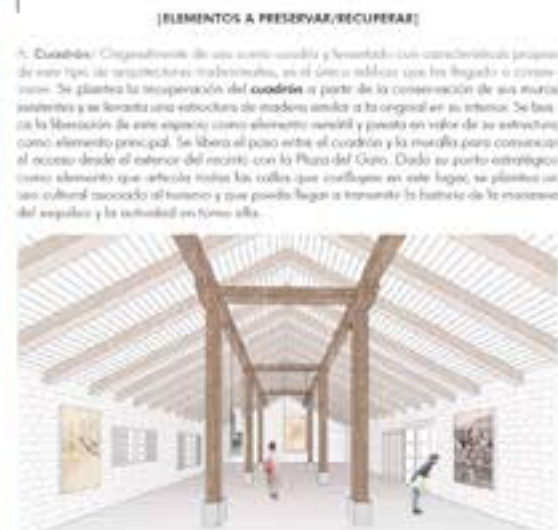 [ELEMENTOS A PRESERVAR/RECUPERAR]
A. Cuadrón: Originalmente de uso como cuadra y levantado con características propias
de este tipo de arquitecturas tradicionales, es el único edificio que ha llegado a
Se plantea la recuperación del cuadrón a partir de la conservación de sus muros
existentes y se levanta una estructura de madera similar a la original en su interior. Se bus-
ca la liberación de este espacio como elemento versátil y puesta en valor de su estructura
como elemento principal. Se libera el paso entre el cuadrón y la muralla para comunicar
el acceso desde el exterior del recinto con la Plaza del Gato. Dado su punto estratégico
como elemento que articula todas las calles que confluyen en este lugar, se plantea un
uso cultural asociado al turismo y que pueda llegar a transmitir la historia de la
del y la actividad en torno ella.